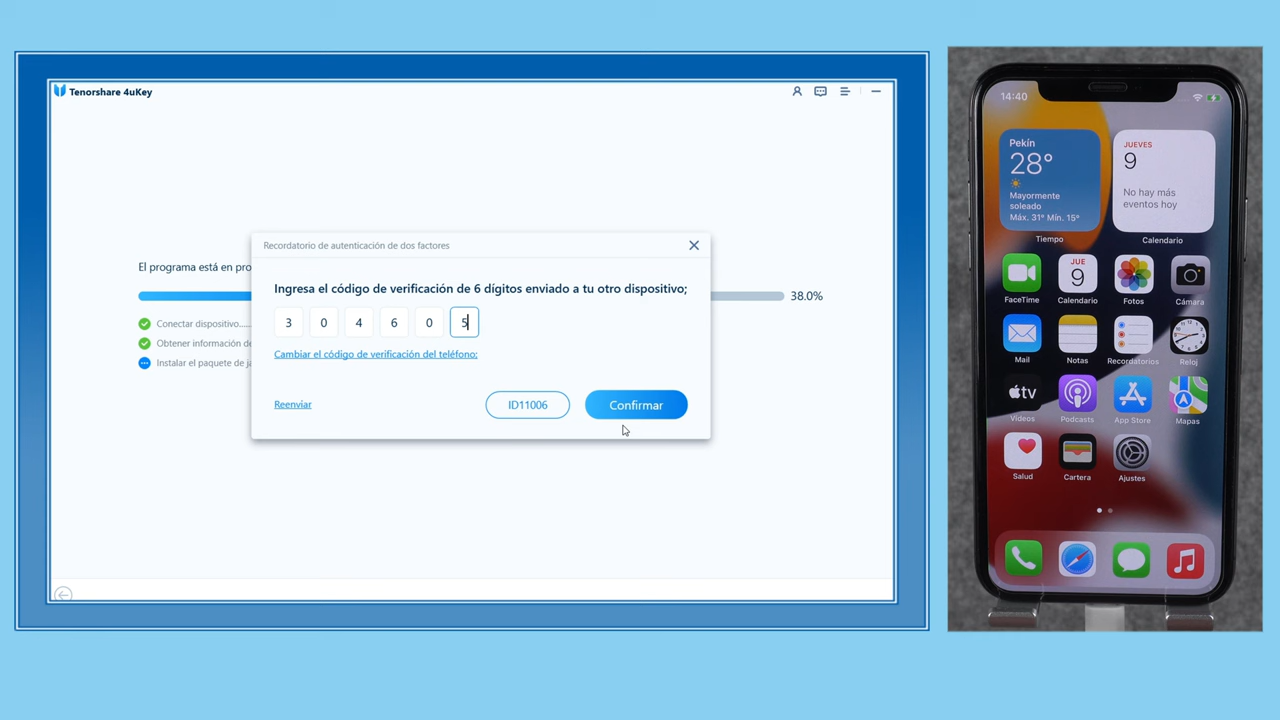 Tenorshare 4uKey
El programa está en pro
38.0%
Conectar dispositivo.....
Obtener información de
Instalar el paquete de ja
Recordatorio de autenticación de dos factores
Ingresa el código de verificación de 6 dígitos enviado a tu otro dispositivo;
3 0 4 6 0 5
Cambiar el código de verificación del teléfono;
Reenviar
ID11006
Confirmar
14:40
Pekín
28°
Mayormente
soleado
Máx. 31° Mín. 15°
Tiempo
JUEVES
9
No hay más
eventos hoy
Calendario
JUE
9
FaceTime
Calendario
Fotos
Cámara
Mail
Notas
Recordatorios
Reloj
tv
Vídeos
Podcasts
App Store
Mapas
Salud
Cartera
Ajustes